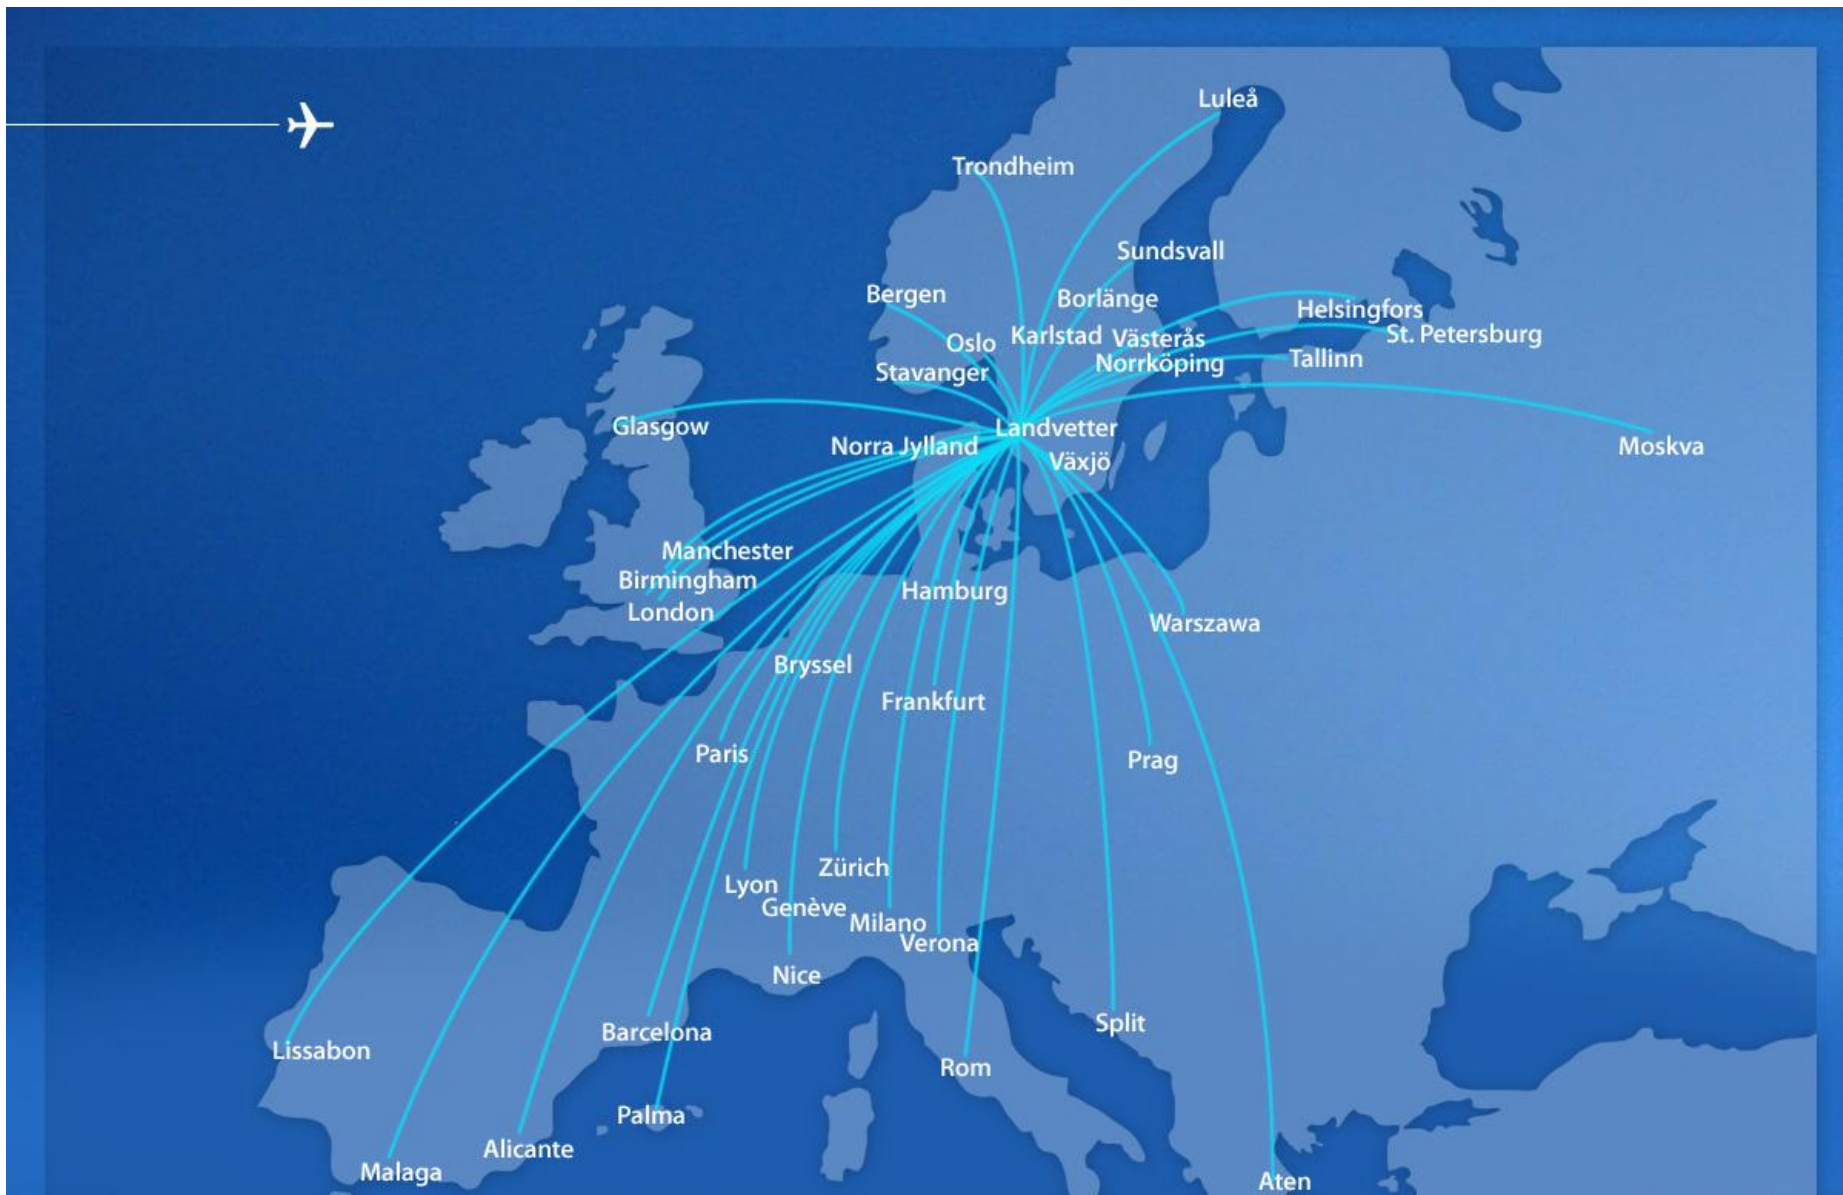 Luleå
Trondheim
Sundsvall
Bergen
Borlänge
Helsingfors
Oslo
Karlstad
Västerås
St. Petersburg
Stavanger
Norrköping
Tallinn
Glasgow
Landvetter
Norra Jylland
Moskva
Växjö
Manchester
Birmingham
Hamburg
London
Warszawa
Bryssel
Frankfurt
Paris
Prag
Zürich
Lyon
Genève
Milano
Verona
Nice
Split
Barcelona
Lissabon
Rom
Palma
Alicante
Malaga
Aten